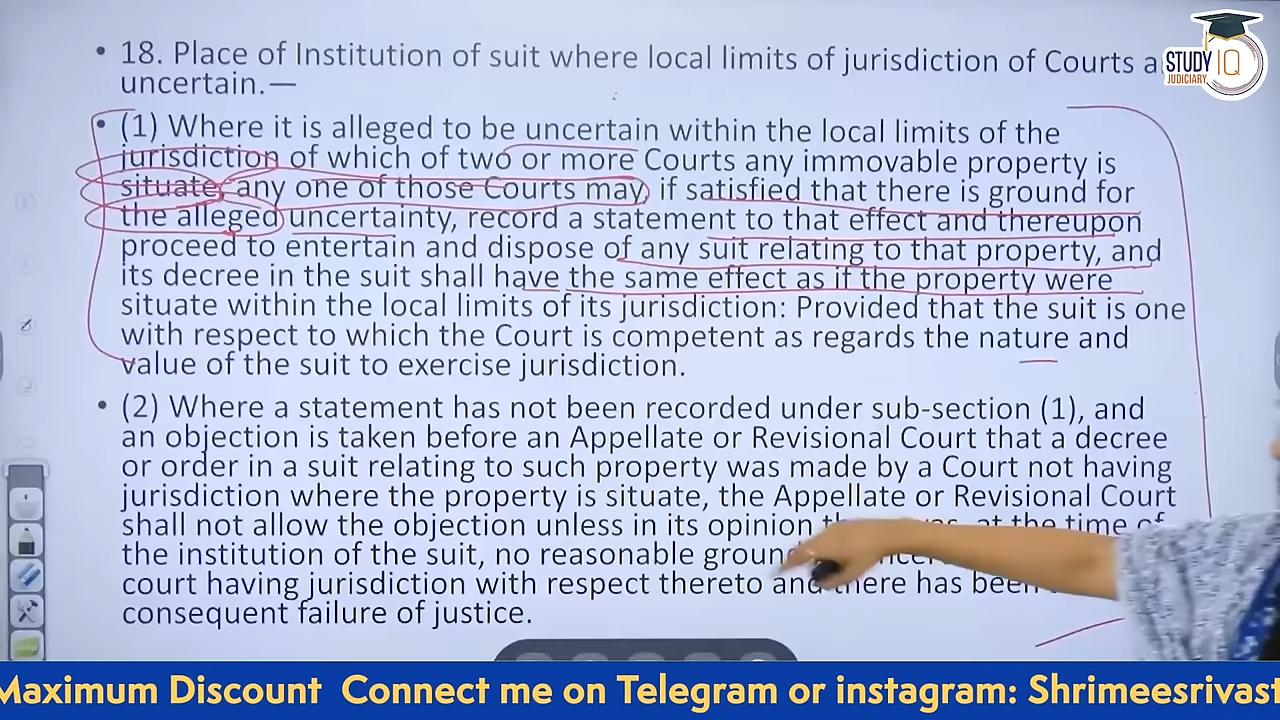 • 18. Place of Institution of suit where local limits of jurisdiction of Courts
uncertain.—
• (1) Where it is alleged to be uncertain within the local limits of the
jurisdiction of which of two or more Courts any immovable property is
situate, any one of those Courts may, if satisfied that there is ground for
the alleged uncertainty, record a statement to that effect and thereupon
proceed to entertain and dispose of any suit relating to that property, and
its decree in the suit shall have the same effect as if the property were
situate within the local limits of its jurisdiction: Provided that the suit is one
with respect to which the Court is competent as regards the nature and
value of the suit to exercise jurisdiction.
• (2) Where a statement has not been recorded under sub-section (1), and
an objection is taken before an Appellate or Revisional Court that a decree
or order in a suit relating to such property was made by a Court not having
jurisdiction where the property is situate, the Appellate or Revisional Court
shall not allow the objection unless in its opinion at the time of
the institution of the suit, no reasonable
court having jurisdiction with respect thereto and there has been
consequent failure of justice.
STUDY IQ
JUDICIARY
Maximum Discount Connect me on Telegram or instagram: Shrimeesrivast